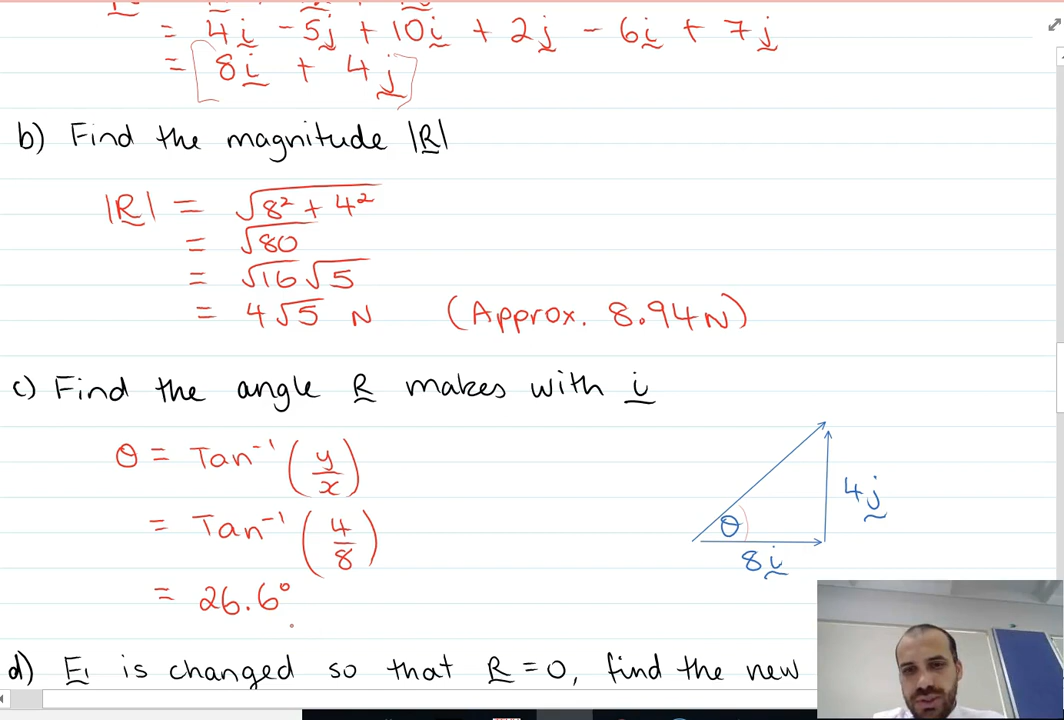 = 4i - 5j + 10i + 2j - 6i + 7j
= [8i + 4j]
b) Find the magnitude |R|
|R| = √8² + 4²
= √80
= √16 √5
= 4√5 N (Approx. 8.94N)
c) Find the angle R makes with i
θ = Tan⁻¹ (y/x)
= Tan⁻¹ (4/8)
= 26.6°
θ
4j
8i
d) F₁ is changed so that R = 0, find the new